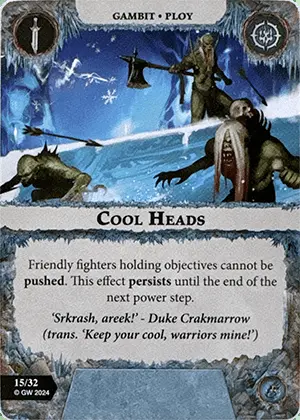 GAMBIT • PLOY
COOL HEADS
Friendly fighters holding objectives cannot be
pushed. This effect persists until the end of the
next power step.
‘Srkrash, areek!’ - Duke Crakmarrow
(trans. ‘Keep your cool, warriors mine!’)
15/32
© GW 2024